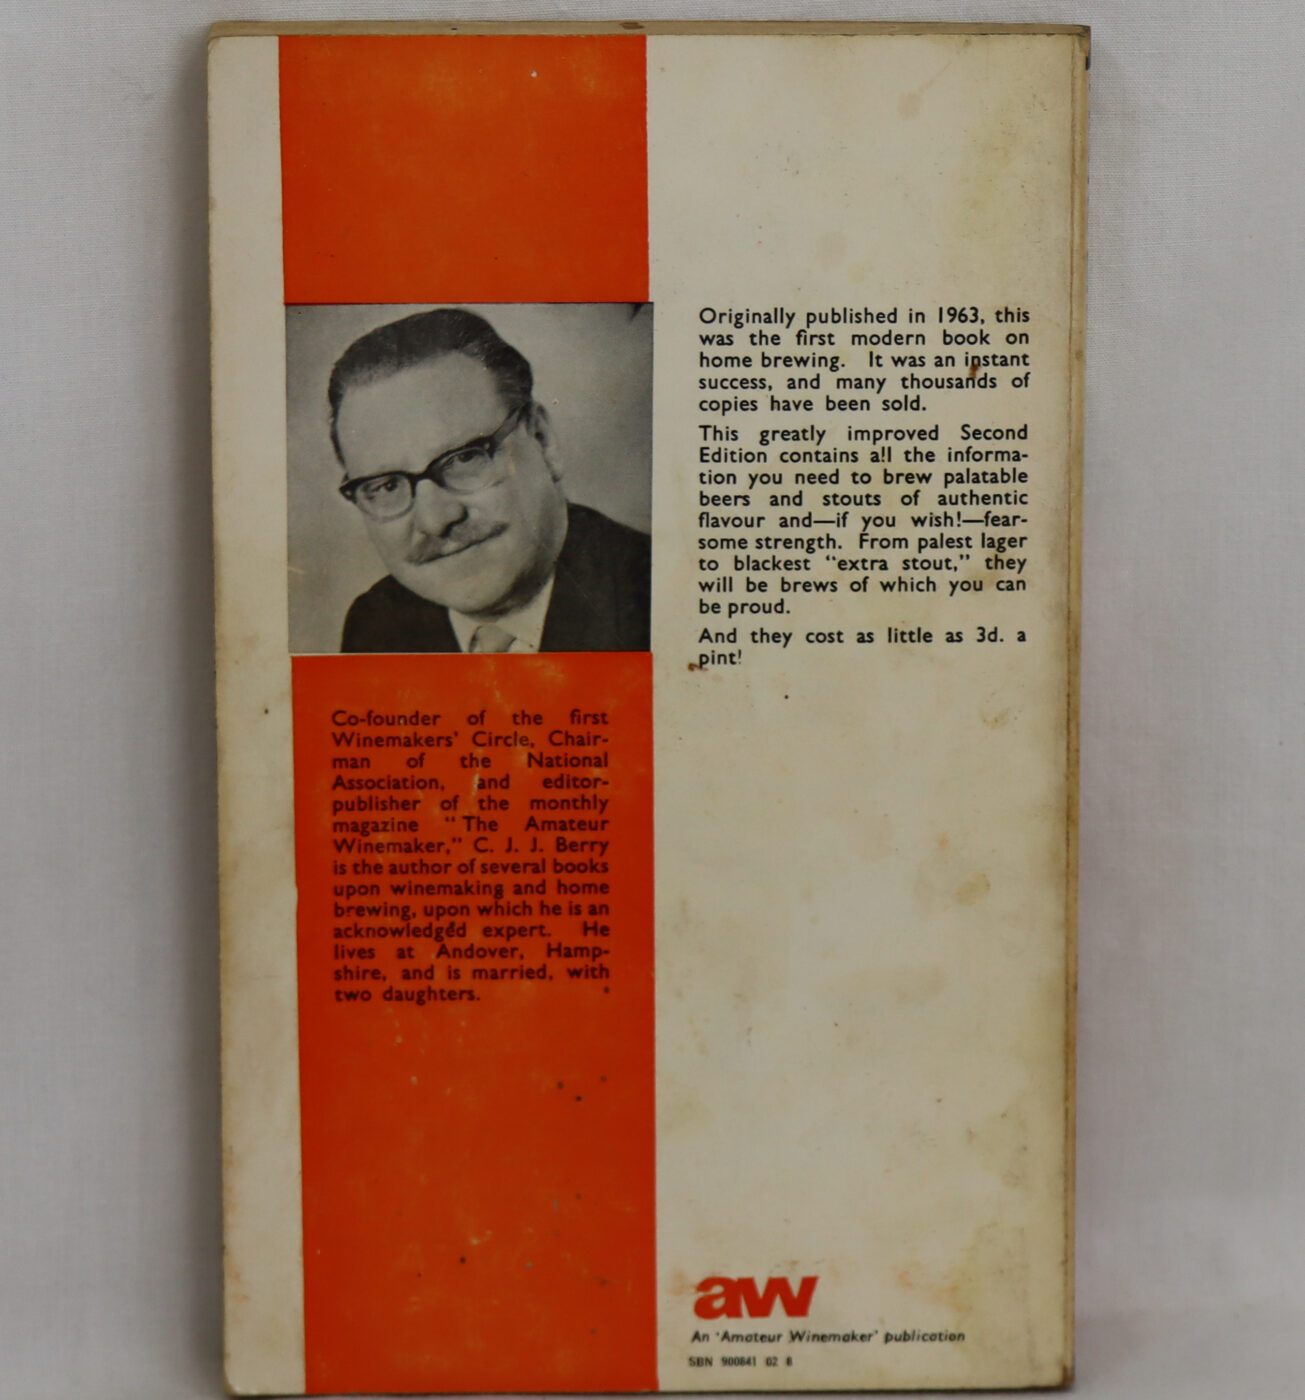 Originally published in 1963, this
was the first modern book on
home brewing. It was an instant
success, and many thousands of
copies have been sold.
This greatly improved Second
Edition contains all the informa-
tion you need to brew palatable
beers and stouts of authentic
flavour and—if you wish!—fear-
some strength. From palest lager
to blackest "extra stout," they
will be brews of which you can
be proud.
And they cost as little as 3d. a
pint!
Co-founder of the first
Winemakers' Circle, Chair-
man of the National
Association, and editor-
publisher of the monthly
magazine "The Amateur
Winemaker," C. J. J. Berry
is the author of several books
upon winemaking and home
brewing, upon which he is an
acknowledged expert. He
lives at Andover, Hamp-
shire, and is married, with
two daughters.
aw
An 'Amateur Winemaker' publication
SBN 900841 02 8